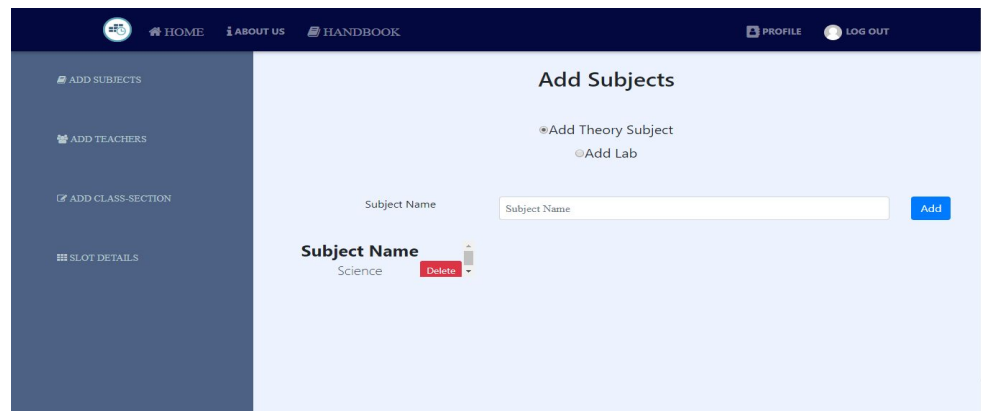 HOME ABOUT US HANDBOOK PROFILE LOG OUT
ADD SUBJECTS
ADD TEACHERS
ADD CLASS-SECTION
SLOT DETAILS
Add Subjects
Add Theory Subject
Add Lab
Subject Name Subject Name Add
Subject Name
Science Delete